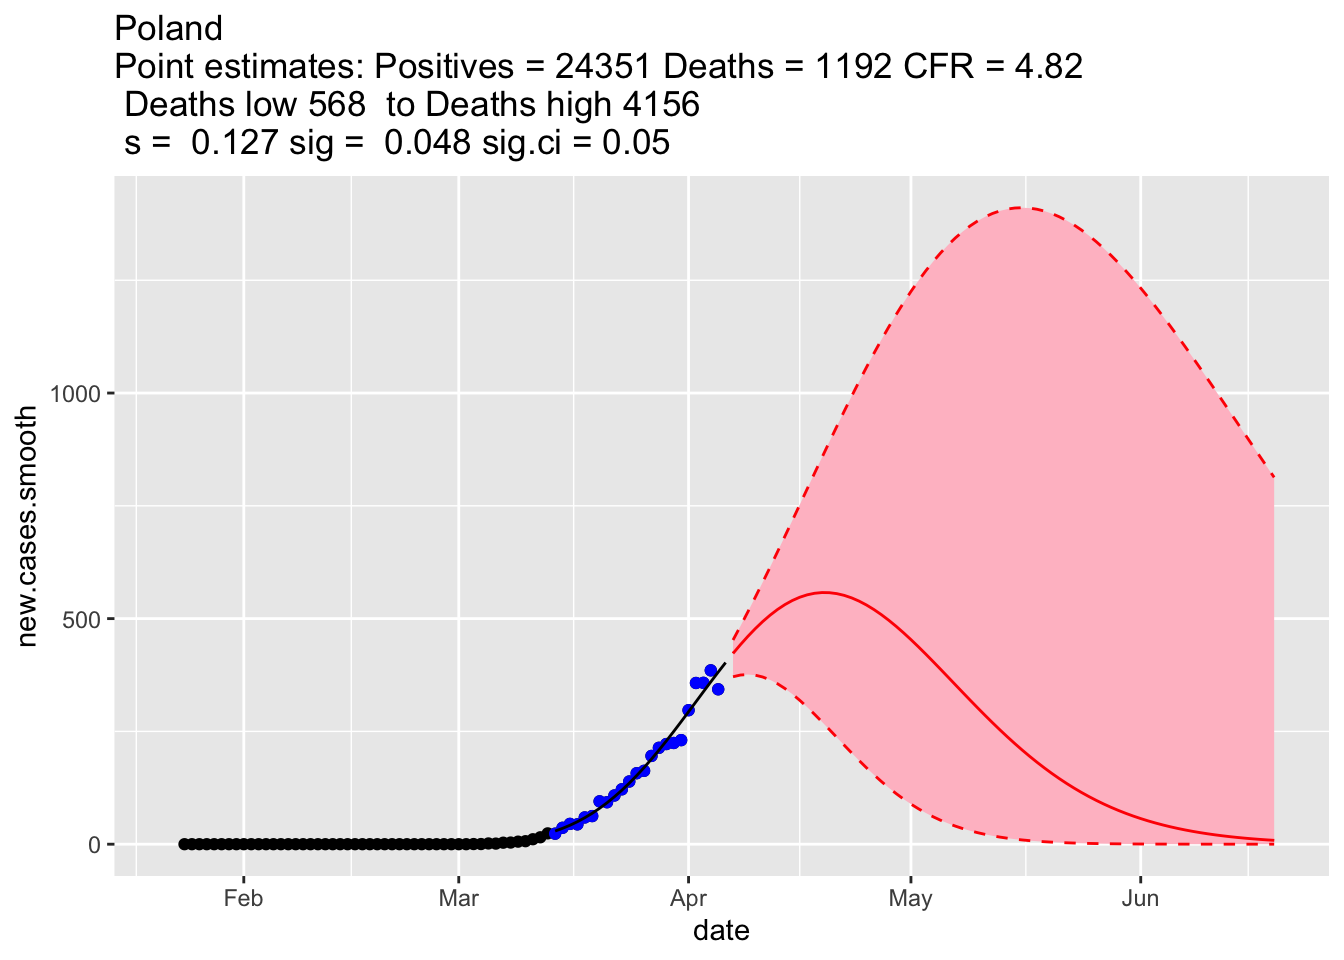 Poland
Point estimates: Positives = 24351 Deaths = 1192 CFR = 4.82
Deaths low 568  to Deaths high 4156
s =  0.127 sig =  0.048 sig.ci = 0.05
new.cases.smooth
1000
500
0
Feb Mar Apr May Jun
date